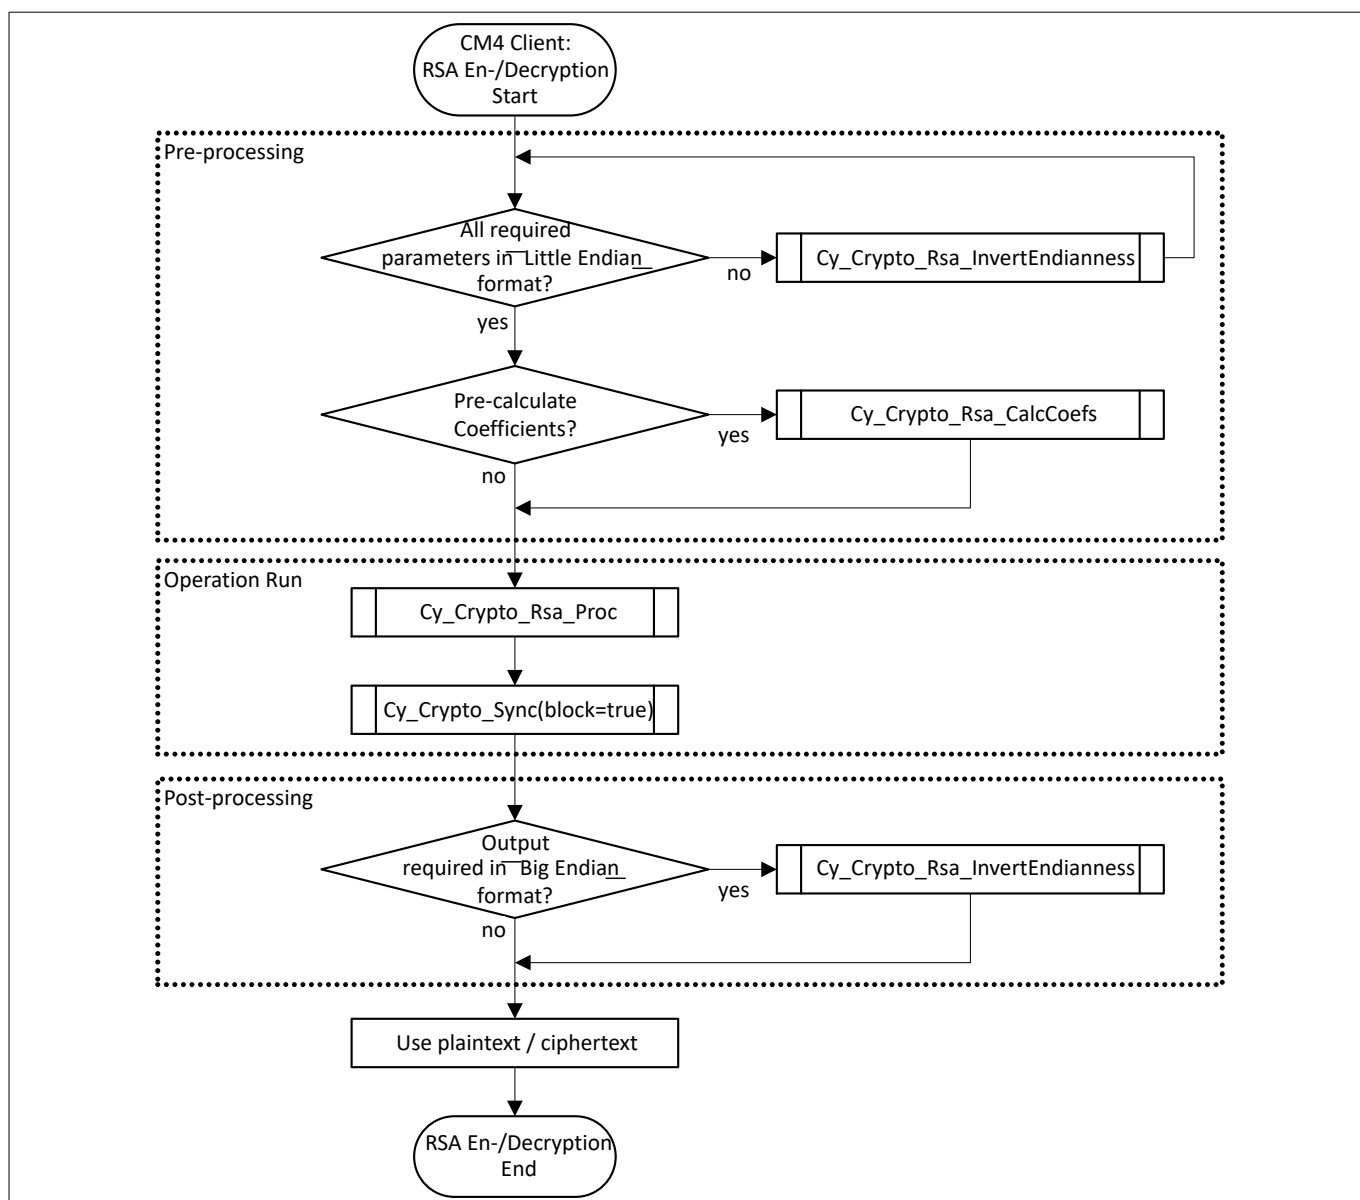 CM4 Client:
RSA En-/Decryption
Start
Pre-processing
All required
parameters in Little Endian
format?
no
Cy_Crypto_Rsa_InvertEndianness
yes
Pre-calculate
Coefficients?
yes
Cy_Crypto_Rsa_CalcCoefs
no
Operation Run
Cy_Crypto_Rsa_Proc
Cy_Crypto_Sync(block=true)
Post-processing
Output
required in Big Endian
format?
yes
Cy_Crypto_Rsa_InvertEndianness
no
Use plaintext / ciphertext
RSA En-/Decryption
End